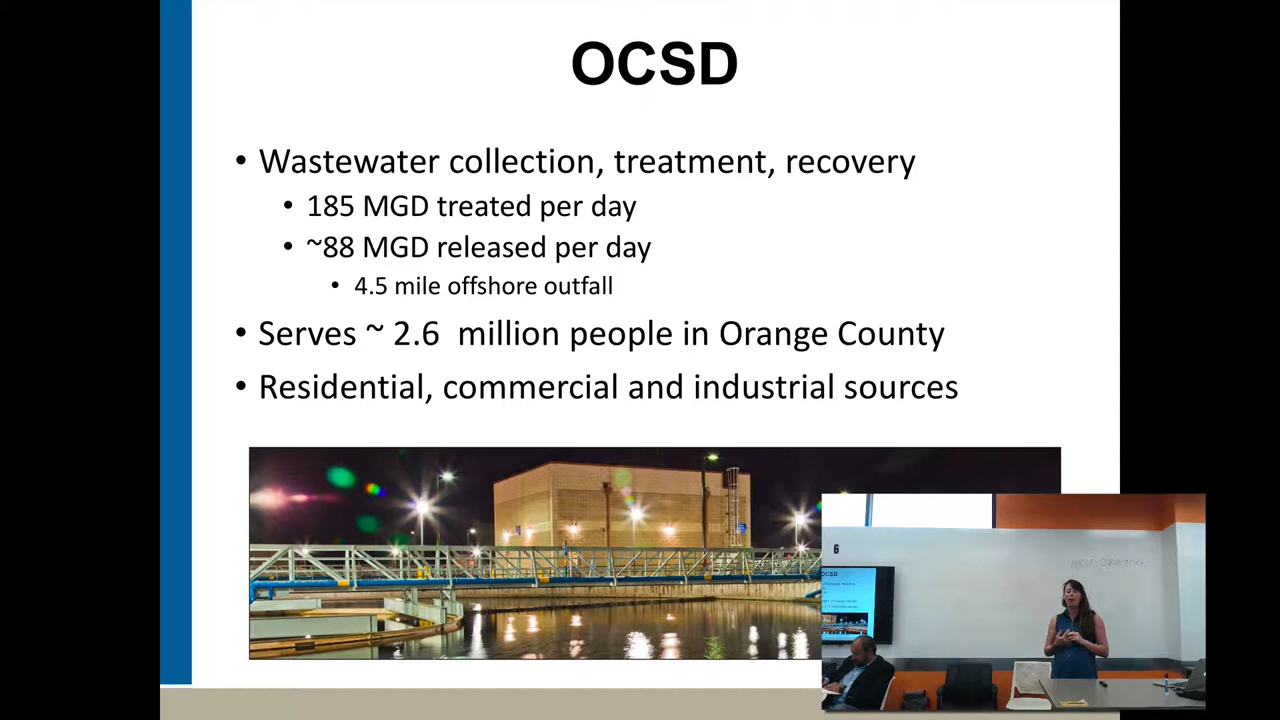 OCSD
• Wastewater collection, treatment, recovery
• 185 MGD treated per day
• ~88 MGD released per day
• 4.5 mile offshore outfall
• Serves ~ 2.6  million people in Orange County
• Residential, commercial and industrial sources
6
OCSD